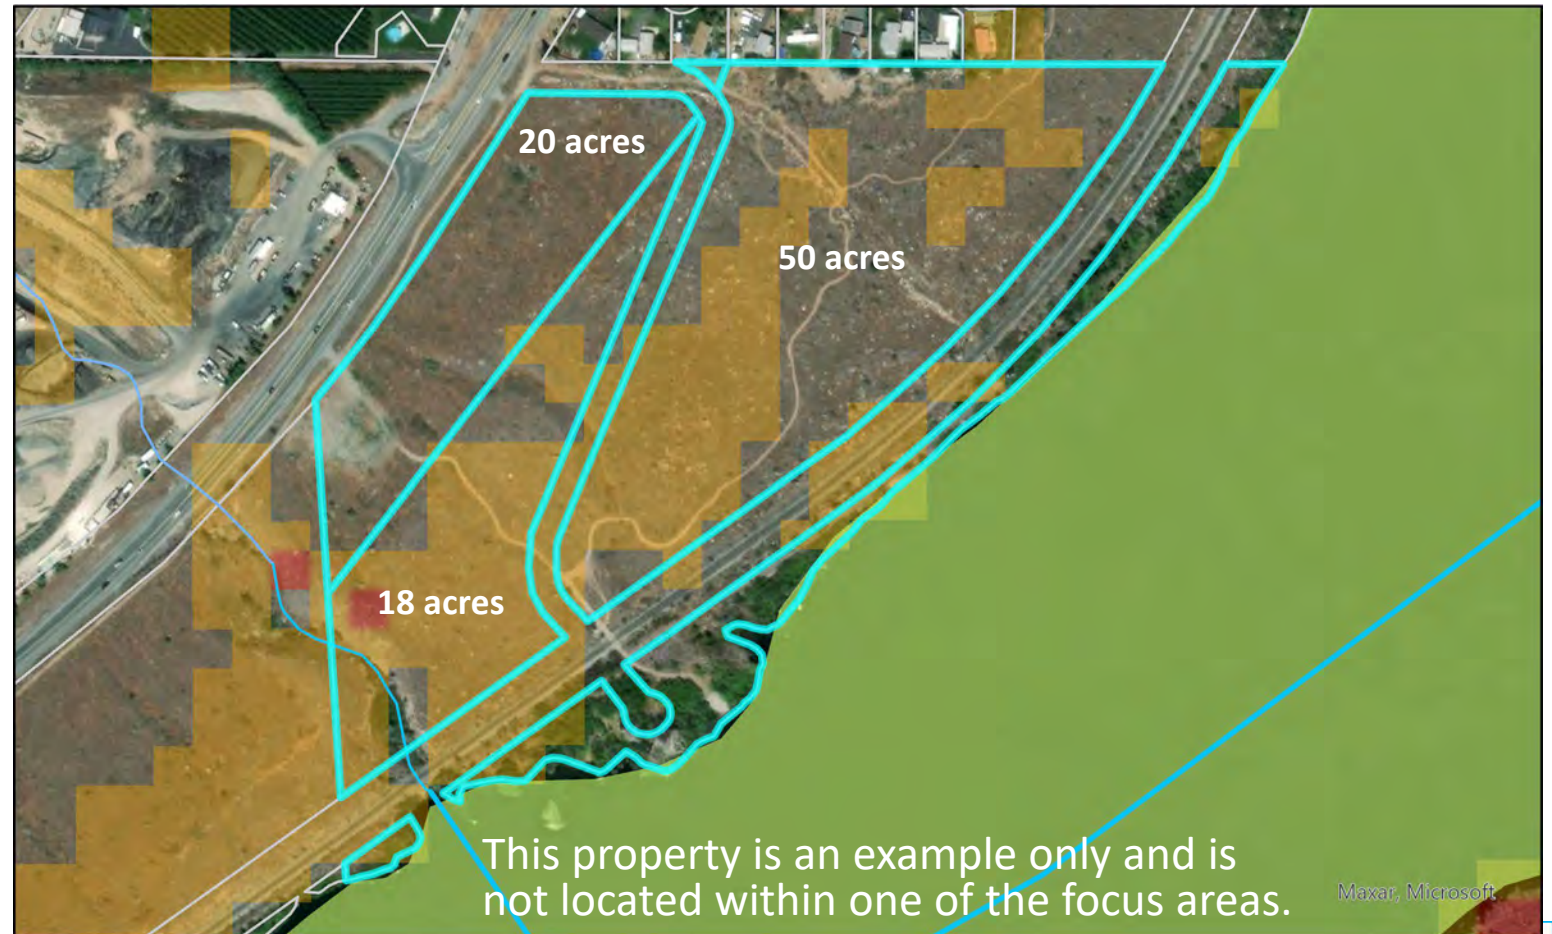 20 acres
50 acres
18 acres
This property is an example only and is
not located within one of the focus areas.
Maxar, Microsoft